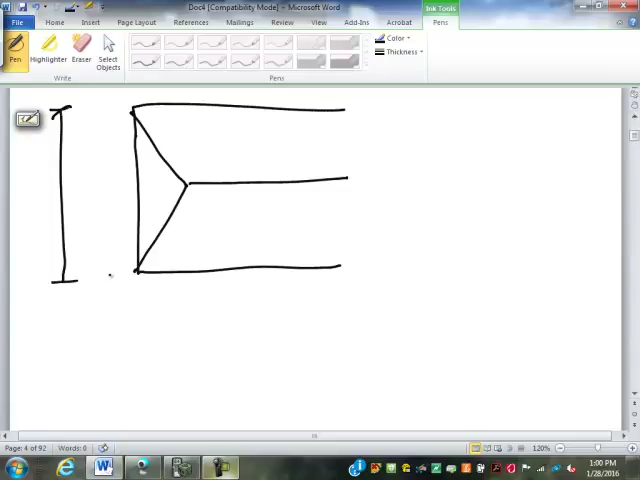 Doc4 [Compatibility Mode] - Microsoft Word
Ink Tools
File
Home
Insert
Page Layout
References
Mailings
Review
View
Add-Ins
Acrobat
Pens
Pen
Highlighter
Eraser
Select Objects
Color
Thickness
Write
Pens
Page: 4 of 92
Words: 0
120%
1:00 PM
1/28/2016